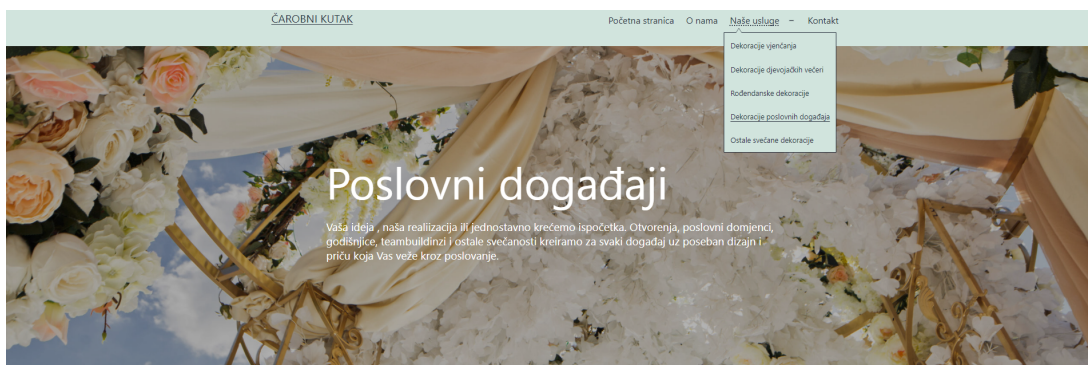 ČAROBNI KUTAK
Početna stranica O nama Naše usluge – Kontakt
Dekoracije vjenčanja
Dekoracije djevojačkih večeri
Rođendanske dekoracije
Dekoracije poslovnih događaja
Ostale svečane dekoracije
Poslovni događaji
Vaša ideja , naša realiizacija ili jednostavno krećemo ispočetka. Otvorenja, poslovni domjenci,
godišnjice, teambuildinzi i ostale svečanosti kreiramo za svaki događaj uz poseban dizajn i
priču koja Vas veže kroz poslovanje.